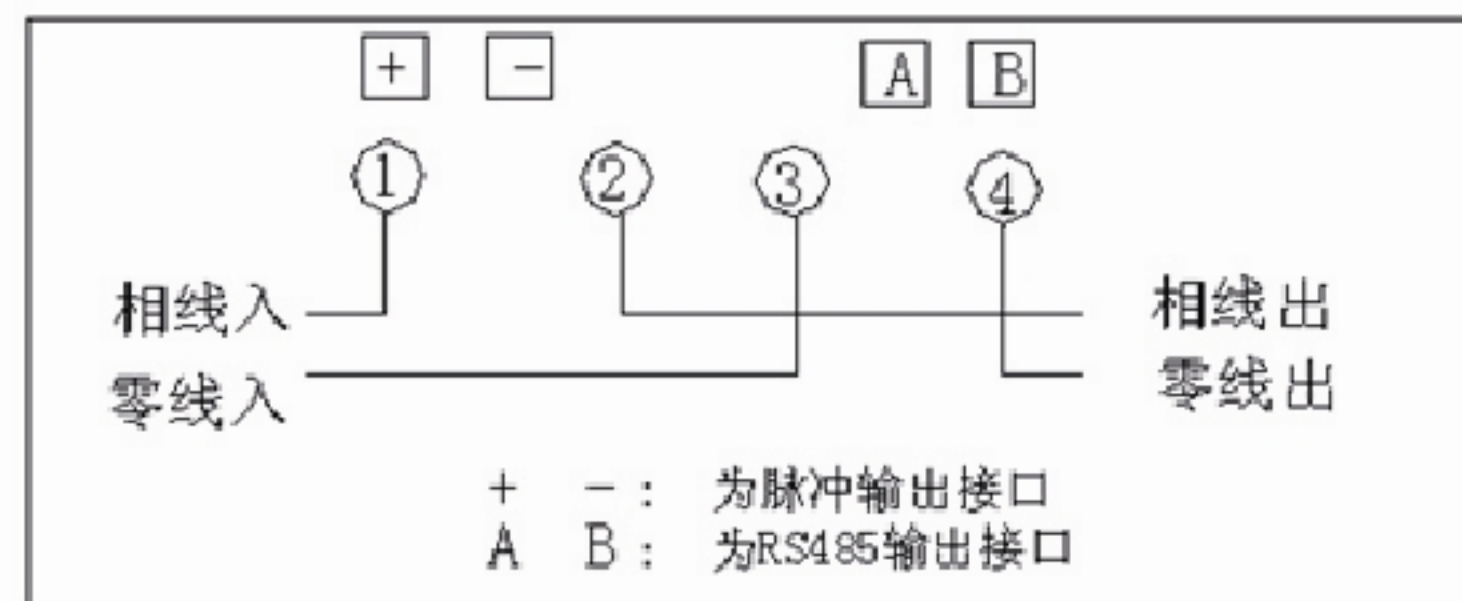 + - A B
① ② ③ ④
相线入 相线出
零线入 零线出
+ -： 为脉冲输出接口
A B： 为RS485输出接口